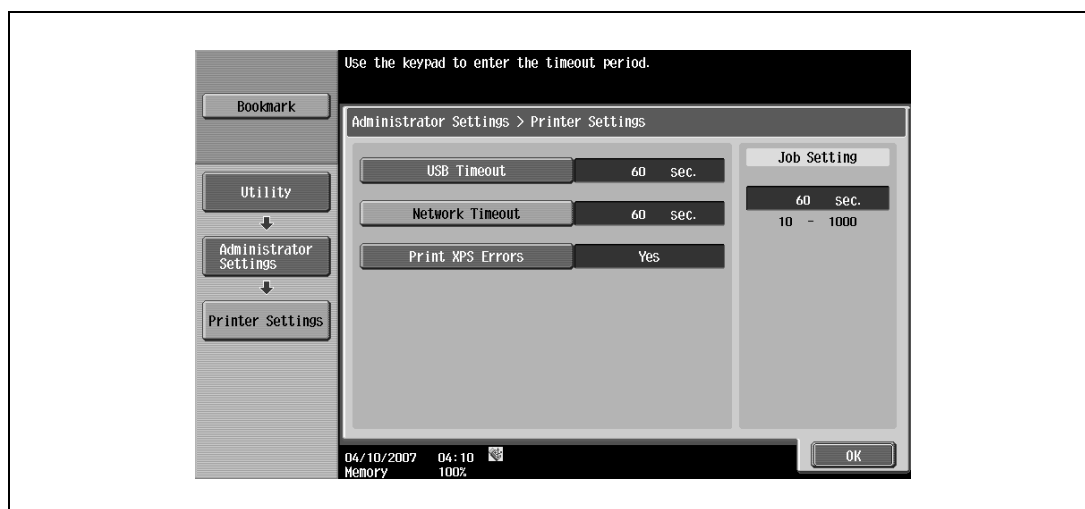 Use the keypad to enter the timeout period.
Bookmark
Administrator Settings > Printer Settings
USB Timeout 60 sec.
Job Setting
60 sec.
10 - 1000
Utility
Network Timeout 60 sec.
Administrator
Settings
Print XPS Errors Yes
Printer Settings
04/10/2007 04:10
Memory 100%
OK